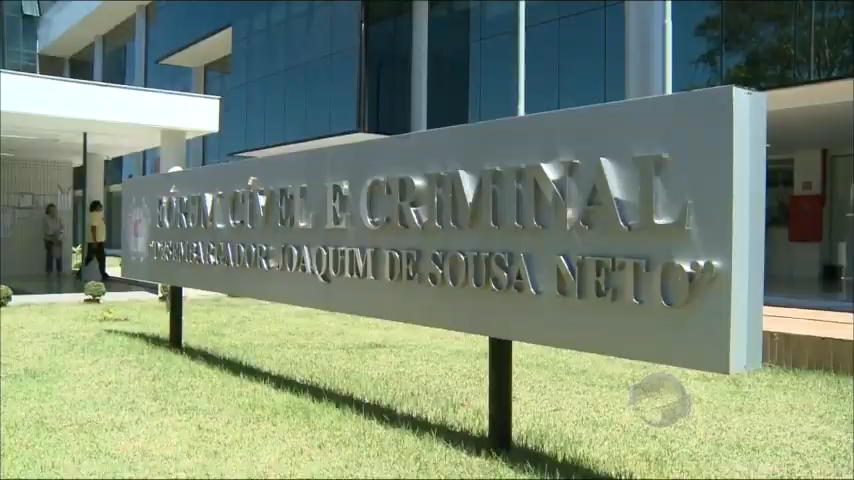 FÓRUM CÍVEL E CRIMINAL
"DESEMBARGADOR JOAQUIM DE SOUSA NETO"